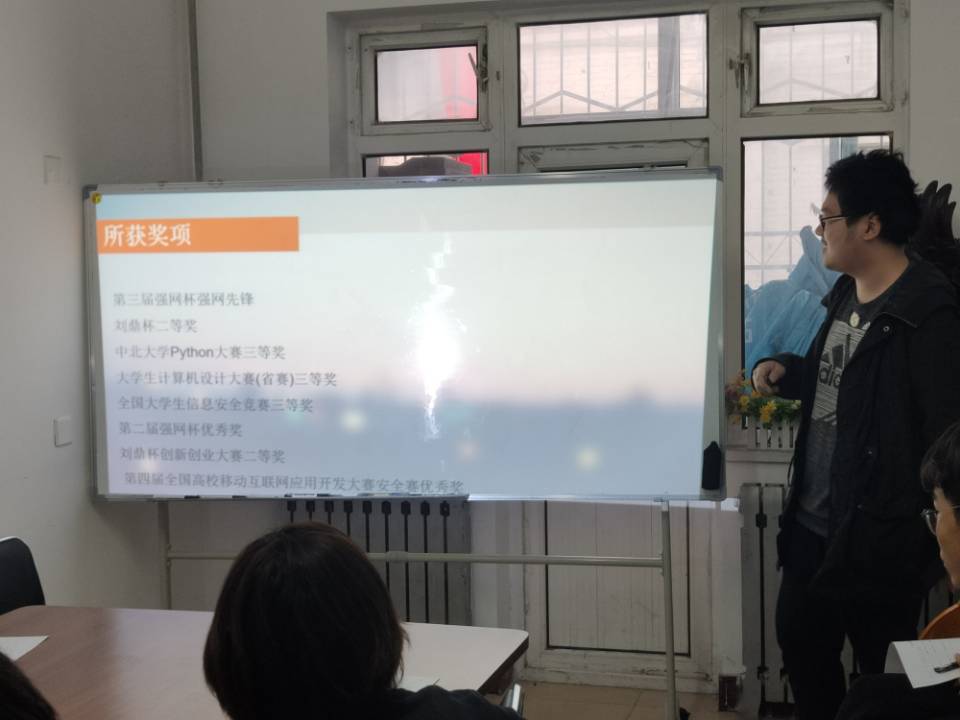 所获奖项
第三届强网杯强网先锋
刘鼎杯二等奖
中北大学Python大赛三等奖
大学生计算机设计大赛(省赛)三等奖
全国大学生信息安全竞赛三等奖
第二届强网杯优秀奖
刘鼎杯创新创业大赛二等奖
第四届全国高校移动互联网应用开发大赛安全赛优秀奖
adidas